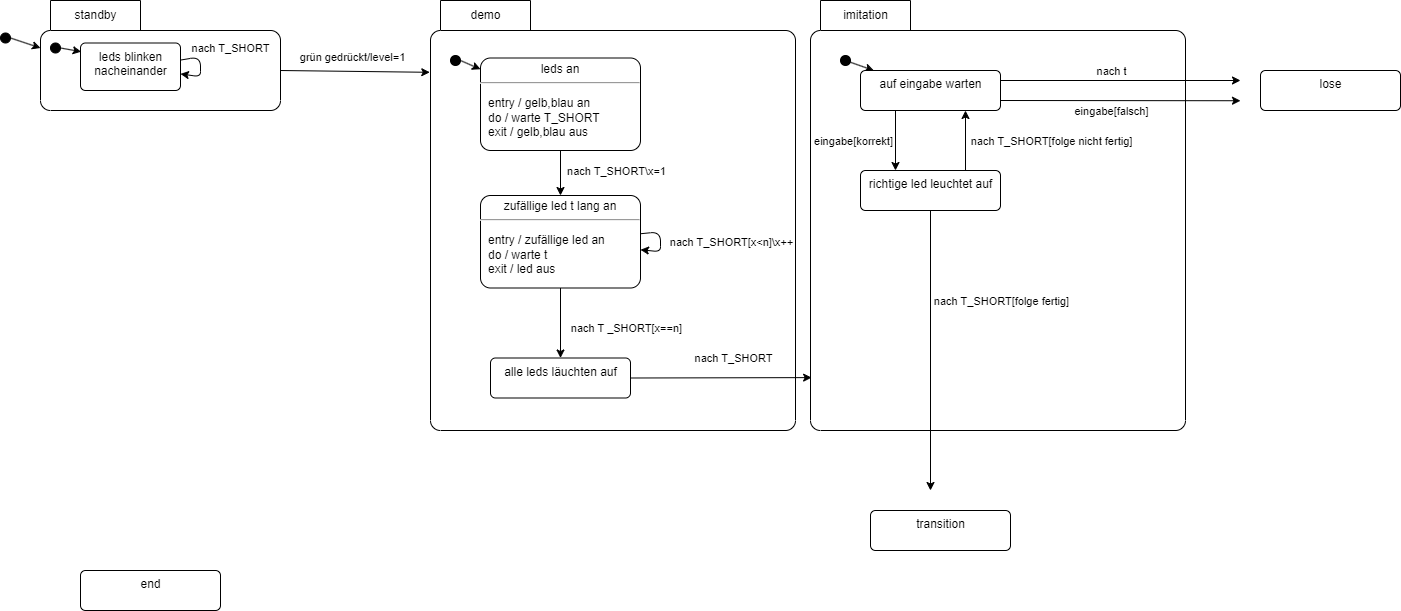 standby
leds blinken
nacheinander
nach T_SHORT
grün gedrückt/level=1
demo
leds an
entry / gelb,blau an
do / warte T_SHORT
exit / gelb,blau aus
nach T_SHORT\x=1
zufällige led t lang an
entry / zufällige led an
do / warte t
exit / led aus
nach T_SHORT[x<n]\x++
nach T _SHORT[x==n]
alle leds läuchten auf
nach T_SHORT
imitation
auf eingabe warten
nach t
eingabe[falsch]
lose
eingabe[korrekt]
nach T_SHORT[folge nicht fertig]
richtige led leuchtet auf
nach T_SHORT[folge fertig]
transition
end